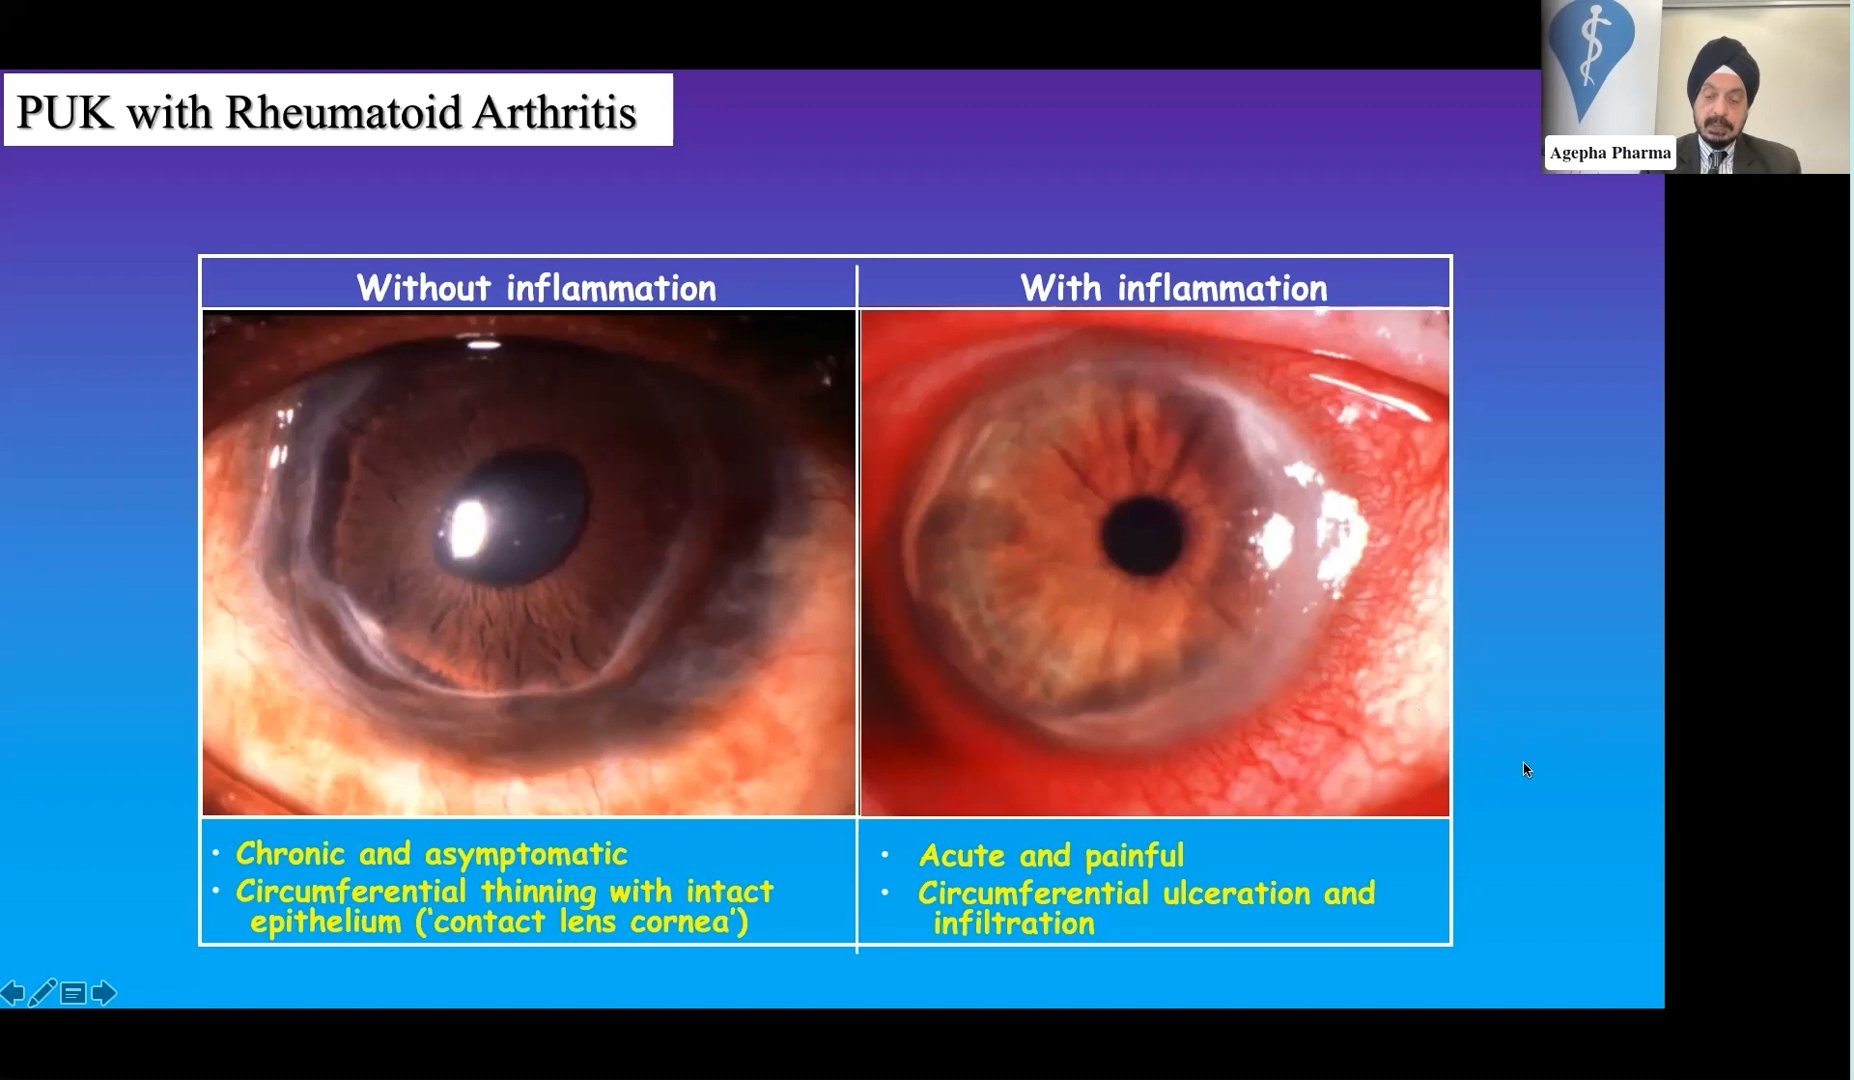 PUK with Rheumatoid Arthritis
Agepha Pharma
Without inflammation
With inflammation
• Chronic and asymptomatic
• Circumferential thinning with intact
epithelium (‘contact lens cornea’)
• Acute and painful
• Circumferential ulceration and
infiltration